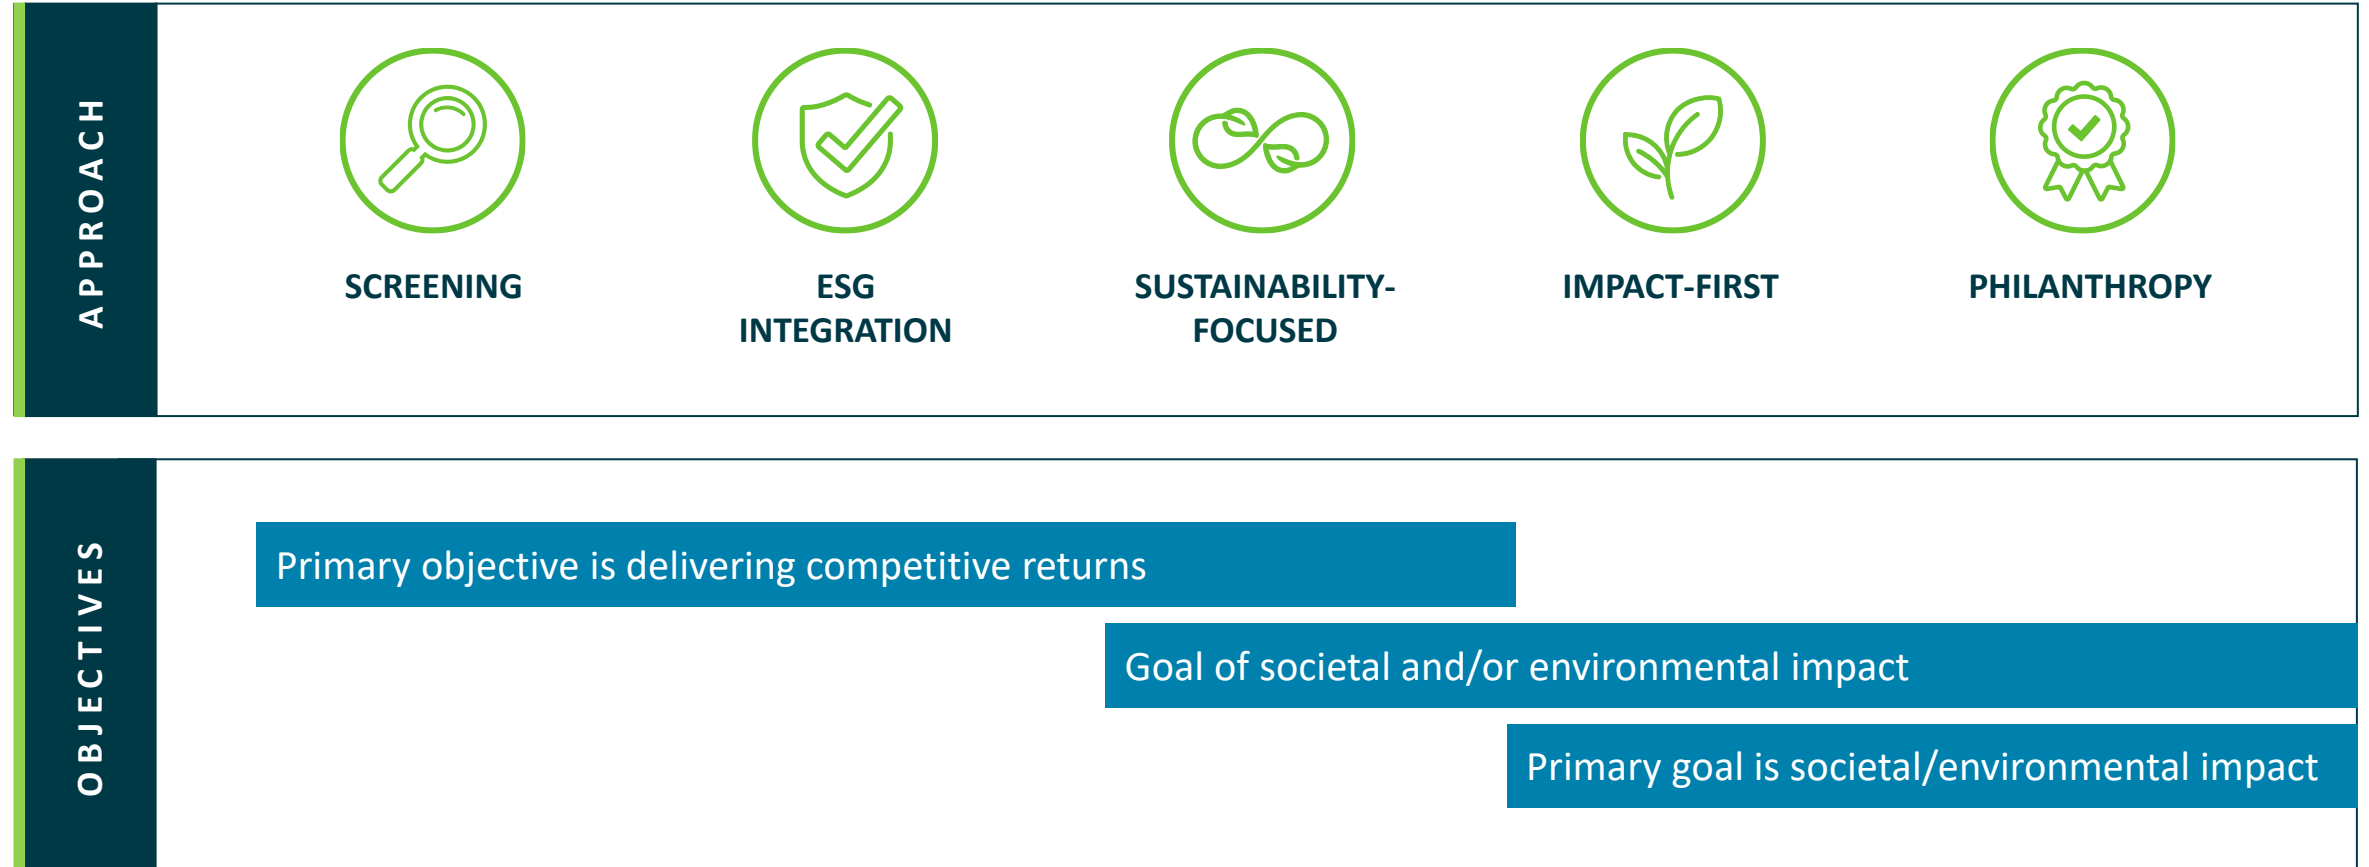 APPROACH
SCREENING
ESG
INTEGRATION
SUSTAINABILITY-
FOCUSED
IMPACT-FIRST
PHILANTHROPY
OBJECTIVES
Primary objective is delivering competitive returns
Goal of societal and/or environmental impact
Primary goal is societal/environmental impact